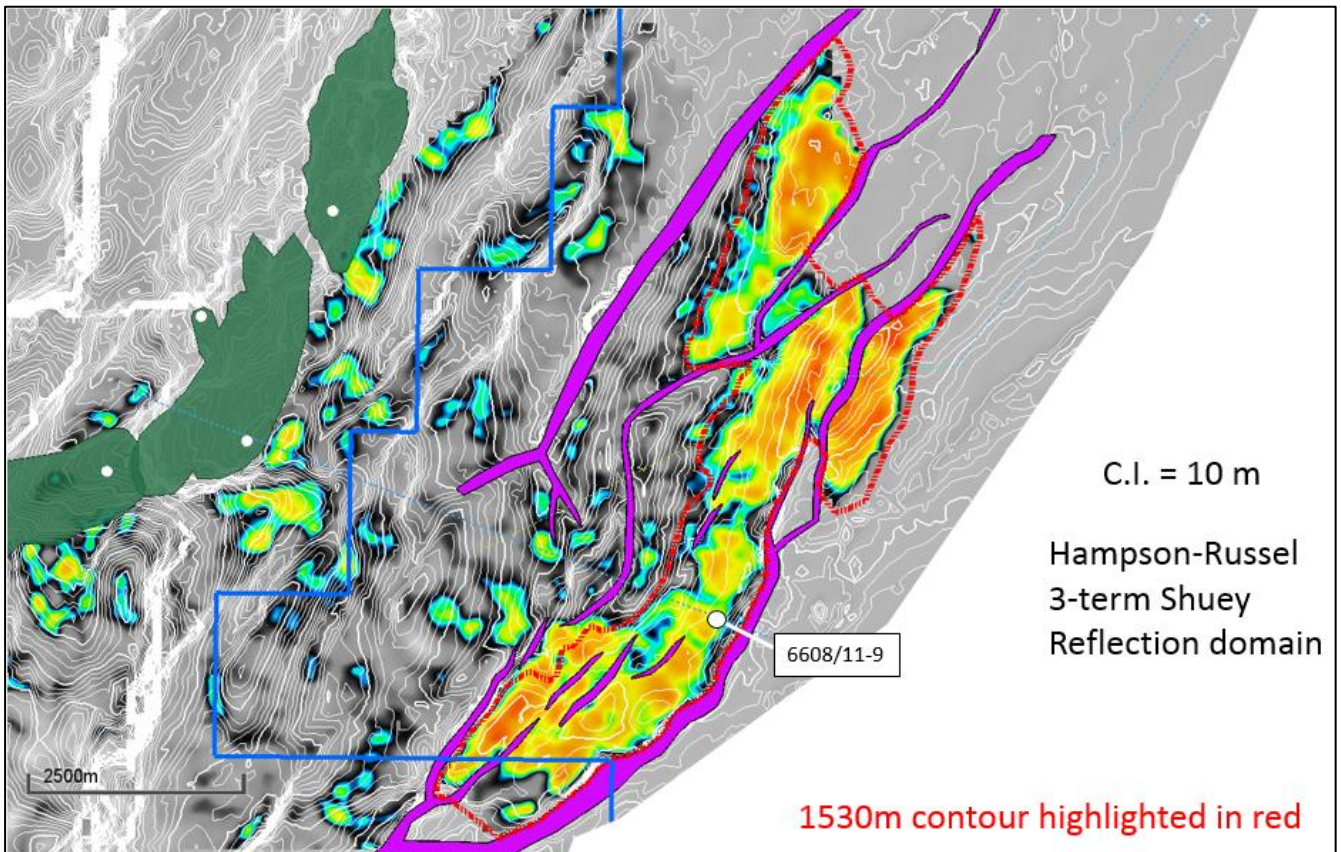 C.I. = 10 m
Hampson-Russel
3-term Shuey
Reflection domain
6608/11-9
2500m
1530m contour highlighted in red